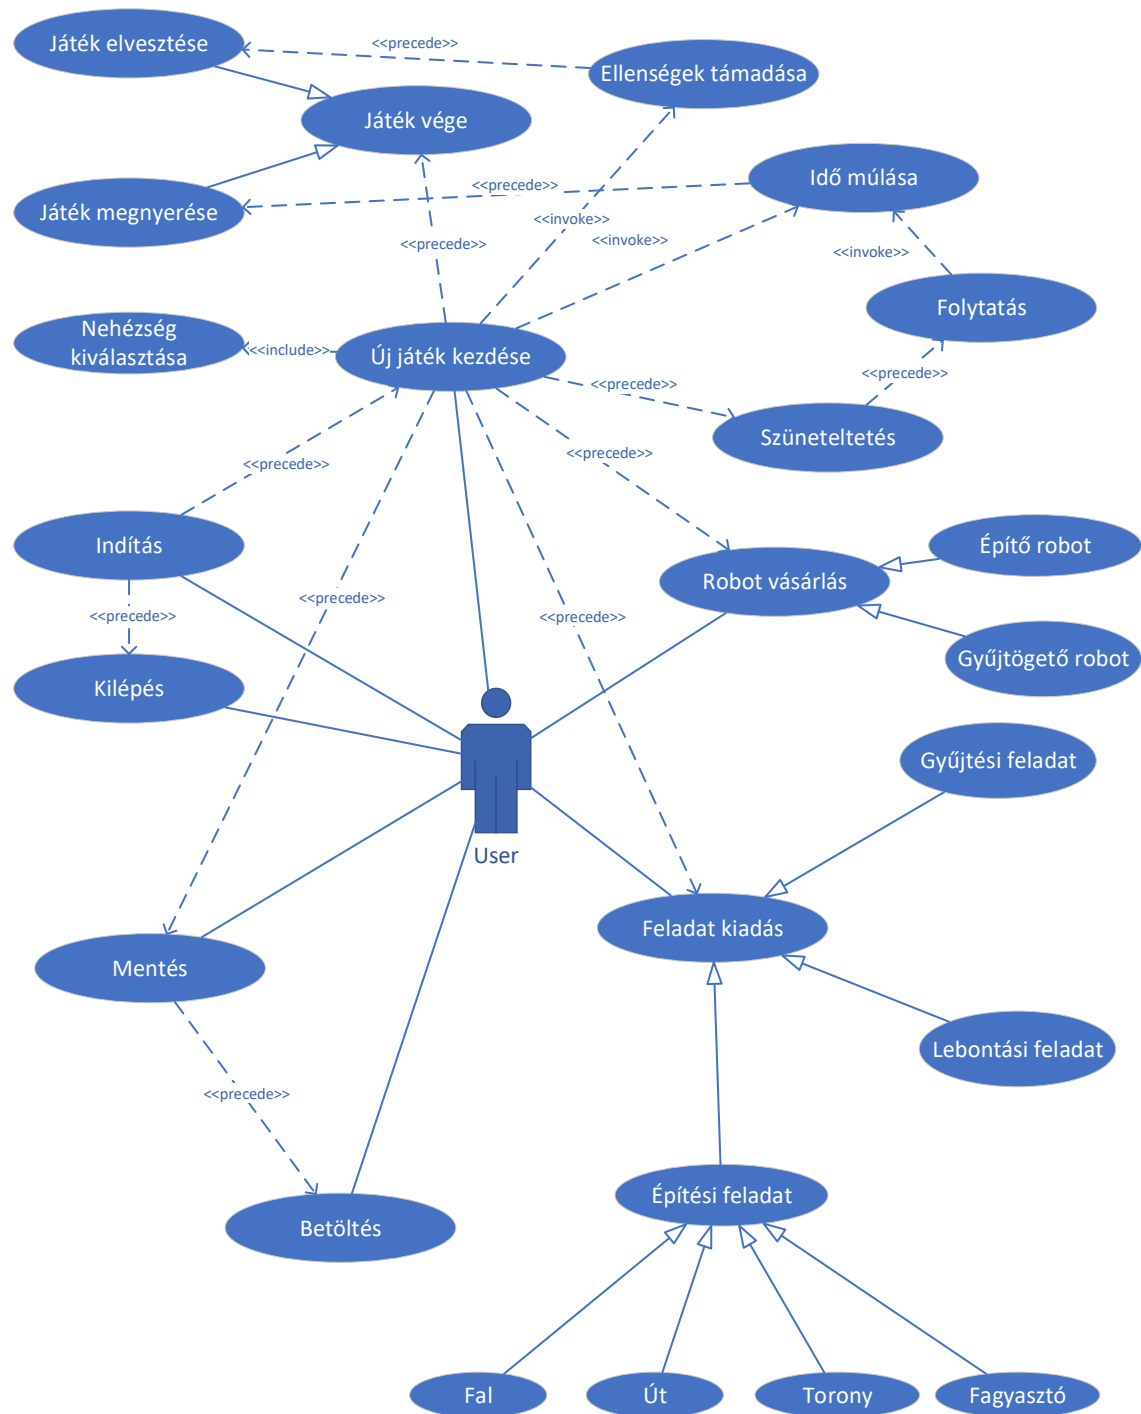 Játék elvesztése
<<precede>>
Ellenségek támadása
Játék vége
Idő múlása
<<precede>>
Játék megnyerése
<<invoke>>
<<invoke>>
<<precede>>
<<invoke>>
Folytatás
Nehézség
kiválasztása
<<include>>
Új játék kezdése
<<precede>>
<<precede>>
Szüneteltetés
<<precede>>
<<precede>>
Indítás
Építő robot
Robot vásárlás
<<precede>>
<<precede>>
<<precede>>
Gyűjtögető robot
Kilépés
Gyűjtési feladat
User
Feladat kiadás
Mentés
Lebontási feladat
<<precede>>
Építési feladat
Betöltés
Fal
Út
Torony
Fagyasztó